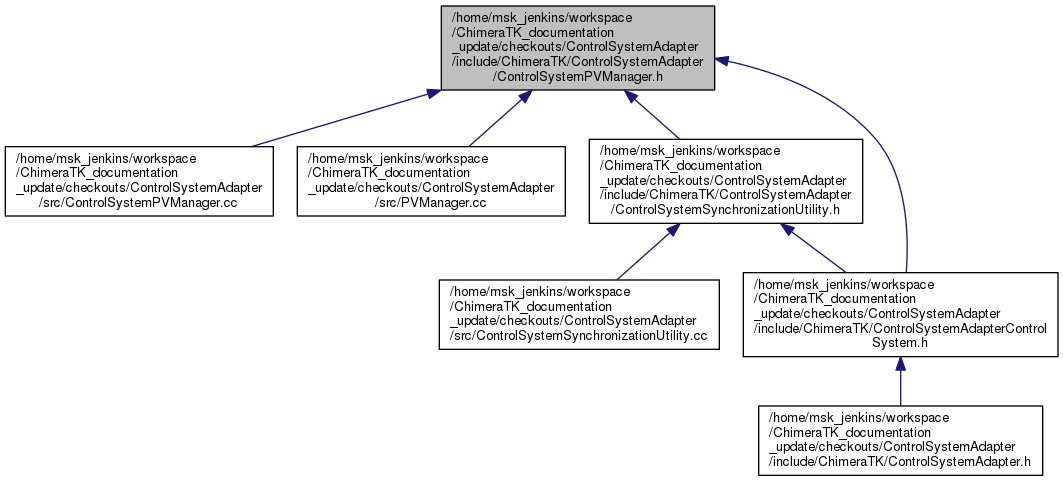 /home/msk_jenkins/workspace
/ChimeraTK_documentation
_update/checkouts/ControlSystemAdapter
/include/ChimeraTK/ControlSystemAdapter
/ControlSystemPVManager.h
/home/msk_jenkins/workspace
/ChimeraTK_documentation
_update/checkouts/ControlSystemAdapter
/src/ControlSystemPVManager.cc
/home/msk_jenkins/workspace
/ChimeraTK_documentation
_update/checkouts/ControlSystemAdapter
/src/PVManager.cc
/home/msk_jenkins/workspace
/ChimeraTK_documentation
_update/checkouts/ControlSystemAdapter
/include/ChimeraTK/ControlSystemAdapter
/ControlSystemSynchronizationUtility.h
/home/msk_jenkins/workspace
/ChimeraTK_documentation
_update/checkouts/ControlSystemAdapter
/src/ControlSystemSynchronizationUtility.cc
/home/msk_jenkins/workspace
/ChimeraTK_documentation
_update/checkouts/ControlSystemAdapter
/include/ChimeraTK/ControlSystemAdapterControl
System.h
/home/msk_jenkins/workspace
/ChimeraTK_documentation
_update/checkouts/ControlSystemAdapter
/include/ChimeraTK/ControlSystemAdapter.h